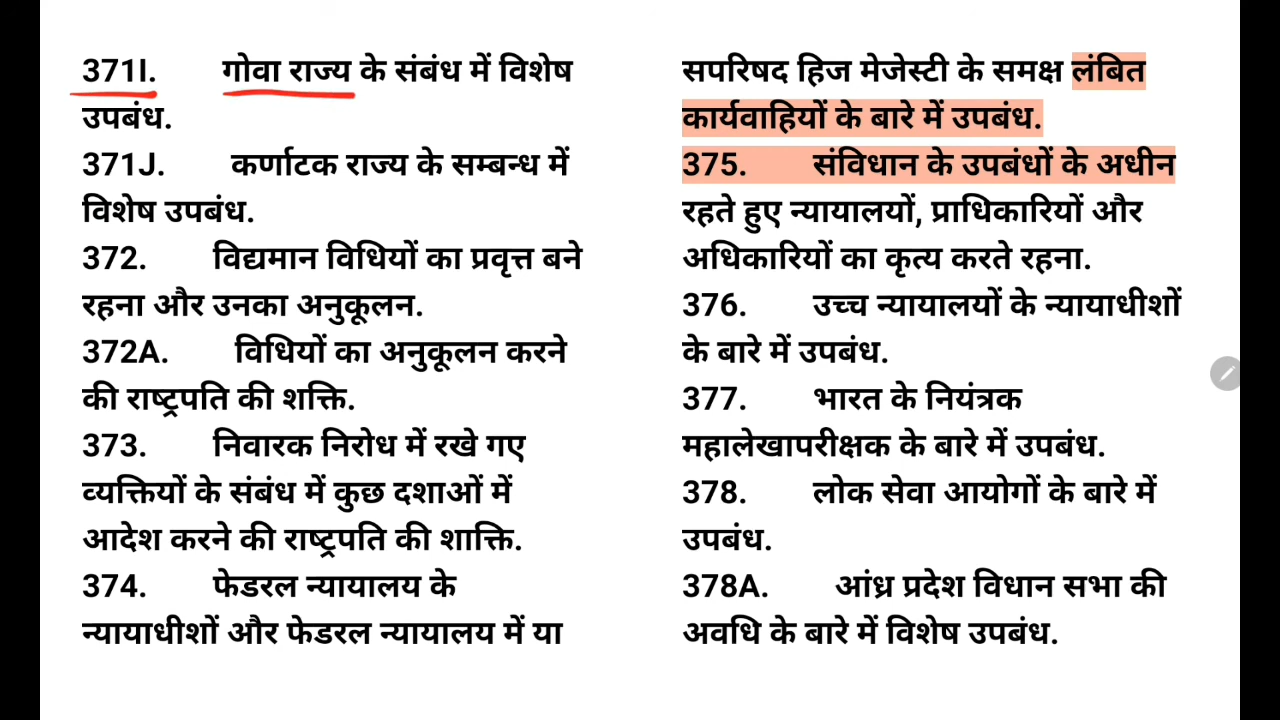 371I. गोवा राज्य के संबंध में विशेष
उपबंध.
371J. कर्णाटक राज्य के सम्बन्ध में
विशेष उपबंध.
372. विद्यमान विधियों का प्रवृत्त बने
रहना और उनका अनुकूलन.
372A. विधियों का अनुकूलन करने
की राष्ट्रपति की शक्ति.
373. निवारक निरोध में रखे गए
व्यक्तियों के संबंध में कुछ दशाओं में
आदेश करने की राष्ट्रपति की शाक्ति.
374. फेडरल न्यायालय के
न्यायाधीशों और फेडरल न्यायालय में या
सपरिषद हिज मेजेस्टी के समक्ष लंबित
कार्यवाहियों के बारे में उपबंध.
375. संविधान के उपबंधों के अधीन
रहते हुए न्यायालयों, प्राधिकारियों और
अधिकारियों का कृत्य करते रहना.
376. उच्च न्यायालयों के न्यायाधीशों
के बारे में उपबंध.
377. भारत के नियंत्रक
महालेखापरीक्षक के बारे में उपबंध.
378. लोक सेवा आयोगों के बारे में
उपबंध.
378A. आंध्र प्रदेश विधान सभा की
अवधि के बारे में विशेष उपबंध.